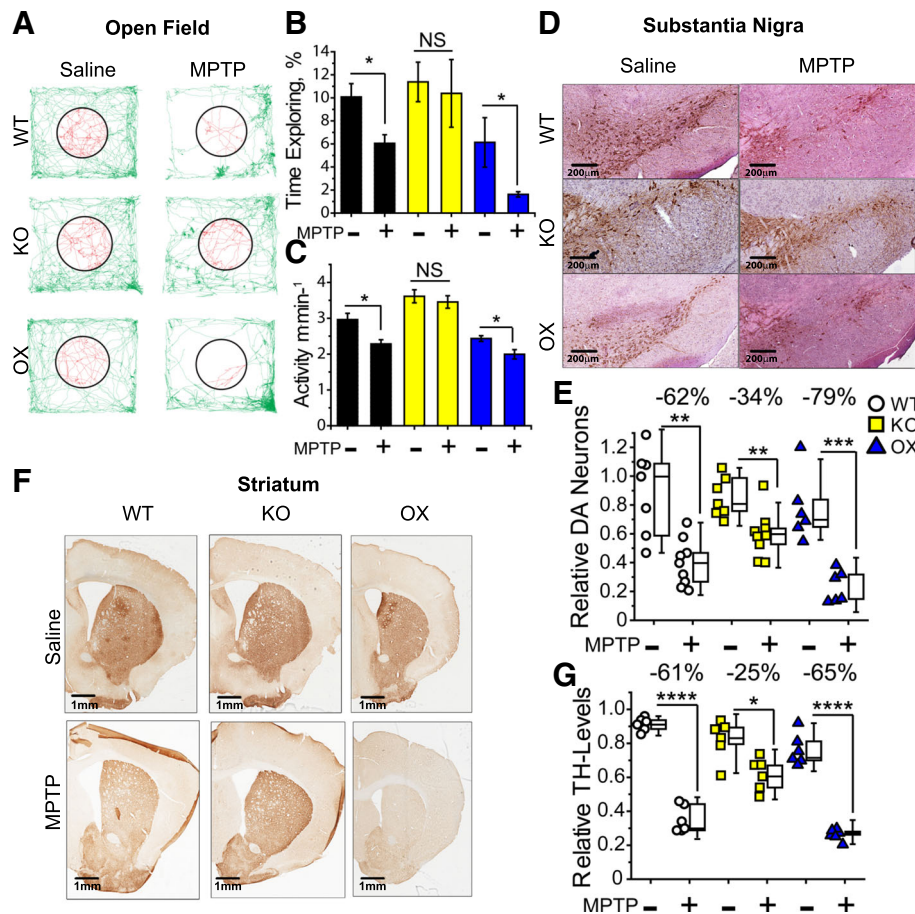 A
Open Field
Saline
MPTP
WT
KO
OX
B
Time Exploring, %
14
12
10
8
6
4
2
0
*
NS
*
MPTP - + - + - +
C
Activity m·min-1
4
3
2
1
0
*
NS
*
MPTP - + - + - +
D
Substantia Nigra
Saline
MPTP
WT
KO
OX
200μm
200μm
200μm
200μm
200μm
200μm
E
-62%
-34%
-79%
WT
KO
OX
Relative DA Neurons
1.2
1.0
0.8
0.6
0.4
0.2
0
**
**
***
MPTP - + - + - +
F
Striatum
WT
KO
OX
Saline
MPTP
1mm
1mm
1mm
1mm
1mm
1mm
G
-61%
-25%
-65%
Relative TH-Levels
1.0
0.8
0.6
0.4
0.2
0
****
*
****
MPTP - + - + - +